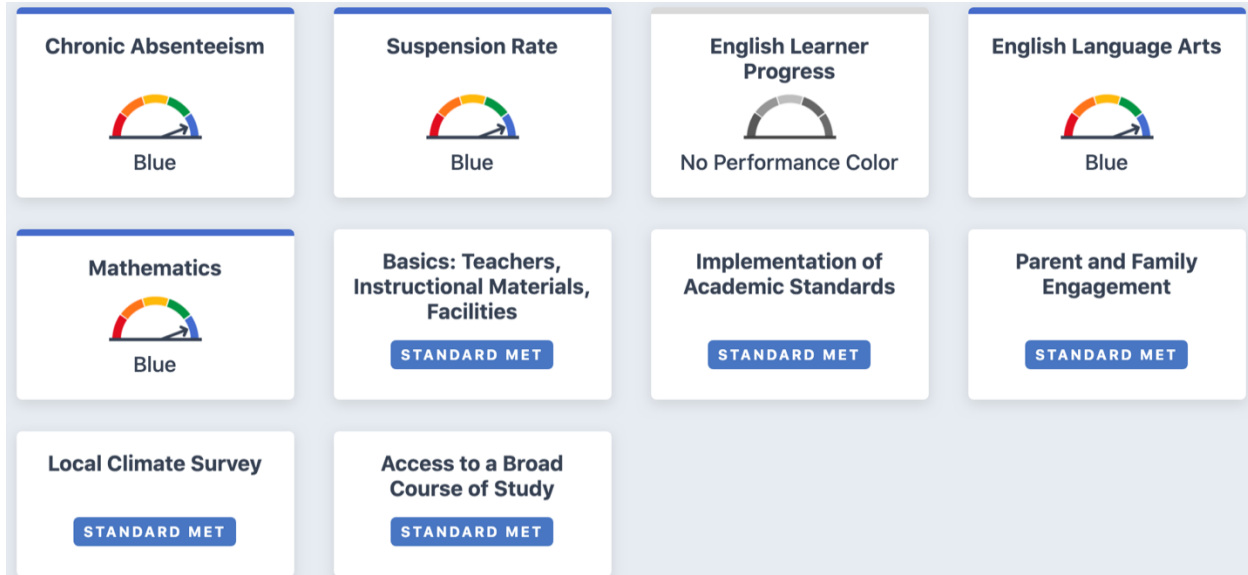 Chronic Absenteeism
Blue
Suspension Rate
Blue
English Learner
Progress
No Performance Color
English Language Arts
Blue
Mathematics
Blue
Basics: Teachers,
Instructional Materials,
Facilities
STANDARD MET
Implementation of
Academic Standards
STANDARD MET
Parent and Family
Engagement
STANDARD MET
Local Climate Survey
STANDARD MET
Access to a Broad
Course of Study
STANDARD MET